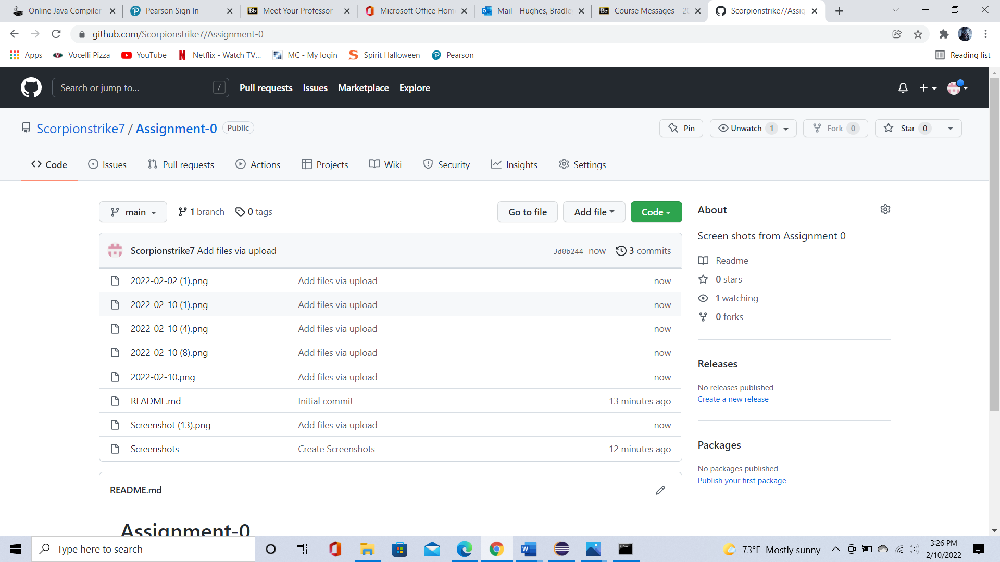 Online Java Compiler
Pearson Sign In
Bb Meet Your Professor –
Microsoft Office Hom
Mail - Hughes, Bradle
Bb Course Messages – 20
Scorpionstrike7/Assig
github.com/Scorpionstrike7/Assignment-0
Apps Vocelli Pizza YouTube Netflix - Watch TV... MC - My login Spirit Halloween Pearson Reading list
Search or jump to... / Pull requests Issues Marketplace Explore
Scorpionstrike7 / Assignment-0 Public Pin Unwatch 1 Fork 0 Star 0
Code Issues Pull requests Actions Projects Wiki Security Insights Settings
main 1 branch 0 tags Go to file Add file Code
Scorpionstrike7 Add files via upload 3d0b244 now 3 commits
2022-02-02 (1).png Add files via upload now
2022-02-10 (1).png Add files via upload now
2022-02-10 (4).png Add files via upload now
2022-02-10 (8).png Add files via upload now
2022-02-10.png Add files via upload now
README.md Initial commit 13 minutes ago
Screenshot (13).png Add files via upload now
Screenshots Create Screenshots 12 minutes ago
README.md
Assignment-0
About
Screen shots from Assignment 0
Readme
0 stars
1 watching
0 forks
Releases
No releases published
Create a new release
Packages
No packages published
Publish your first package
Type here to search
73°F Mostly sunny
3:26 PM
2/10/2022